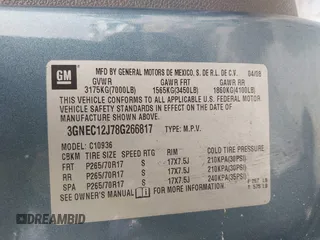 GM
MFD BY GENERAL MOTORS DE MEXICO, S. DE R.L. DE C.V. 04/08
GVWR GAWR FRT GAWR RR
3175KG(7000LB) 1565KG(3450LB) 1860KG(4100LB)
THIS VEHICLE CONFORMS TO ALL APPLICABLE U.S. FEDERAL MOTOR
VEHICLE SAFETY STANDARDS IN EFFECT ON THE DATE OF
MANUFACTURE SHOWN ABOVE.
3GNEC12J78G266817 TYPE: M.P.V.
MODEL: C10936
TIRE SIZE SPEED RTG RIM COLD TIRE PRESSURE
FRT P265/70R17 S 17X7.5J 210KPA(30PSI)
RR P265/70R17 S 17X7.5J 210KPA(30PSI)
SPA P265/70R17 S 17X7.5J 240KPA(35PSI)
SEE OWNER'S MANUAL FOR ADDITIONAL INFORMATION
DREAMBID